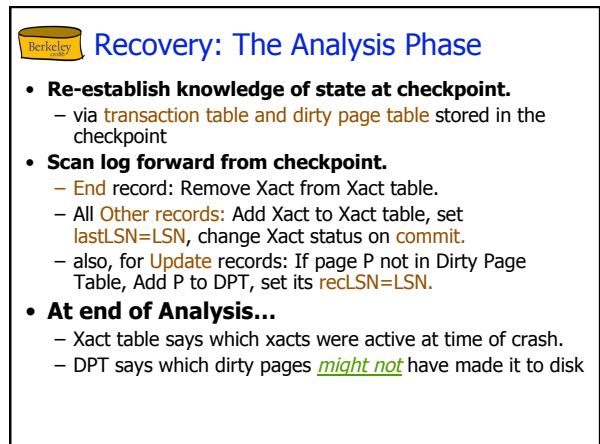 Berkeley
Recovery: The Analysis Phase
• Re-establish knowledge of state at checkpoint.
– via transaction table and dirty page table stored in the
checkpoint
• Scan log forward from checkpoint.
– End record: Remove Xact from Xact table.
– All Other records: Add Xact to Xact table, set
lastLSN=LSN, change Xact status on commit.
– also, for Update records: If page P not in Dirty Page
Table, Add P to DPT, set its recLSN=LSN.
• At end of Analysis…
– Xact table says which xacts were active at time of crash.
– DPT says which dirty pages might not have made it to disk